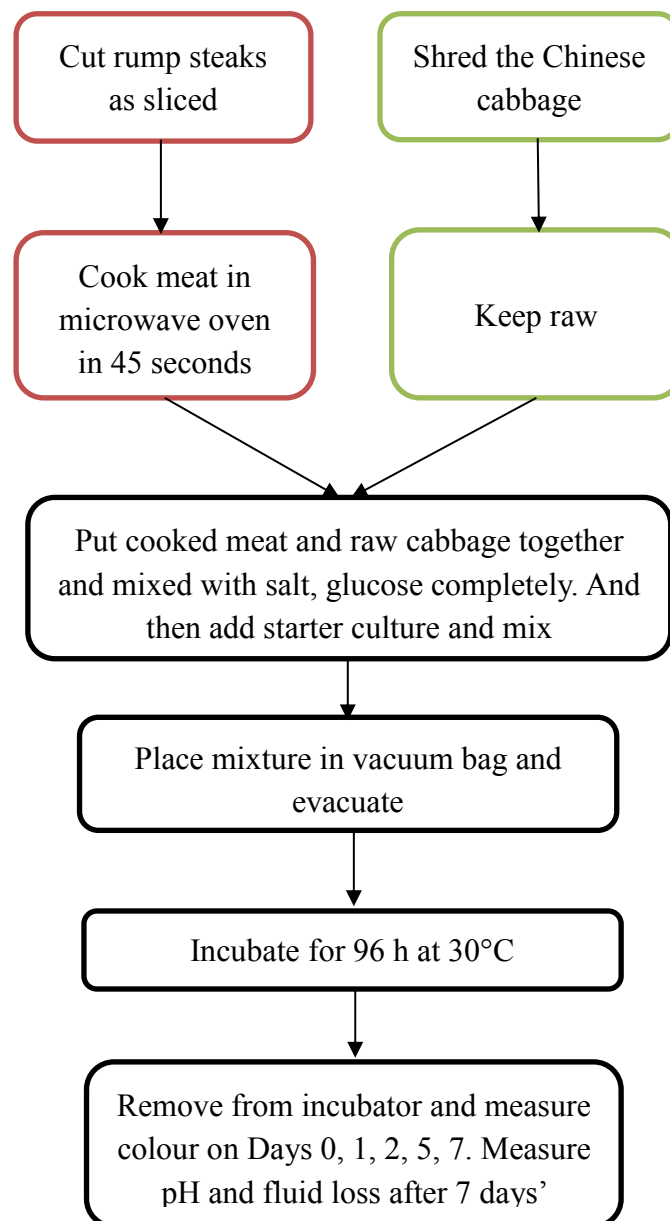 Cut rump steaks
as sliced
Shred the Chinese
cabbage
Cook meat in
microwave oven
in 45 seconds
Keep raw
Put cooked meat and raw cabbage together
and mixed with salt, glucose completely. And
then add starter culture and mix
Place mixture in vacuum bag and
evacuate
Incubate for 96 h at 30°C
Remove from incubator and measure
colour on Days 0, 1, 2, 5, 7. Measure
pH and fluid loss after 7 days’